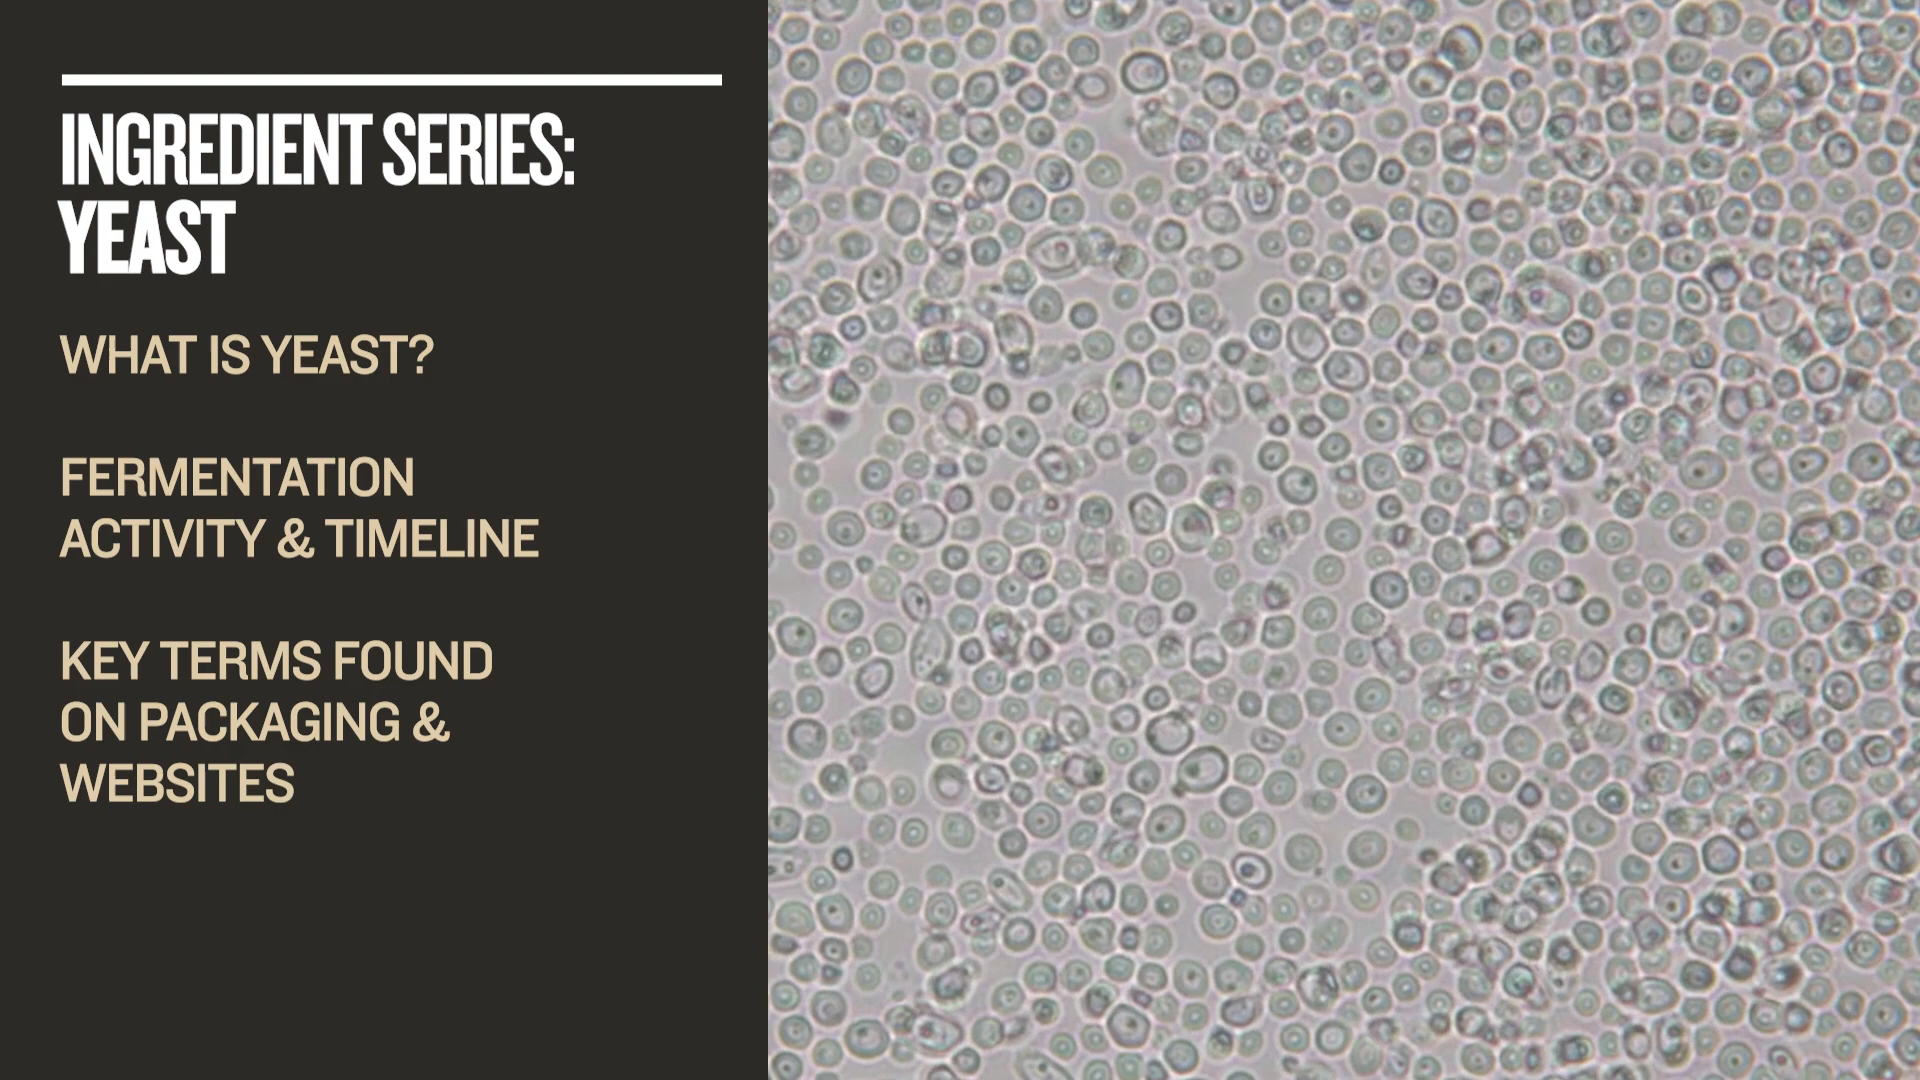 INGREDIENT SERIES:
YEAST
WHAT IS YEAST?
FERMENTATION
ACTIVITY & TIMELINE
KEY TERMS FOUND
ON PACKAGING &
WEBSITES